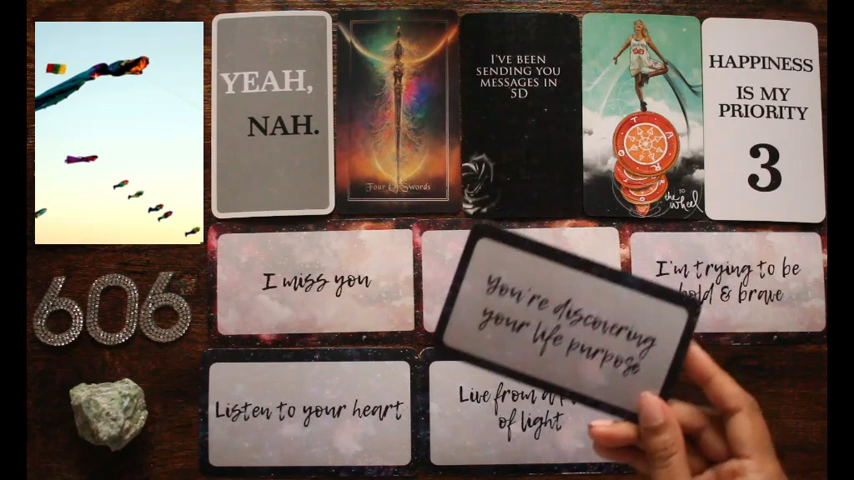 YEAH,
NAH.
Four of Swords
I'VE BEEN
SENDING YOU
MESSAGES IN
5D
10
the Wheel
HAPPINESS
IS MY
PRIORITY
3
606
I miss you
I'm trying to be
bold & brave
You're discovering
your life purpose
Listen to your heart
Live from a
of light